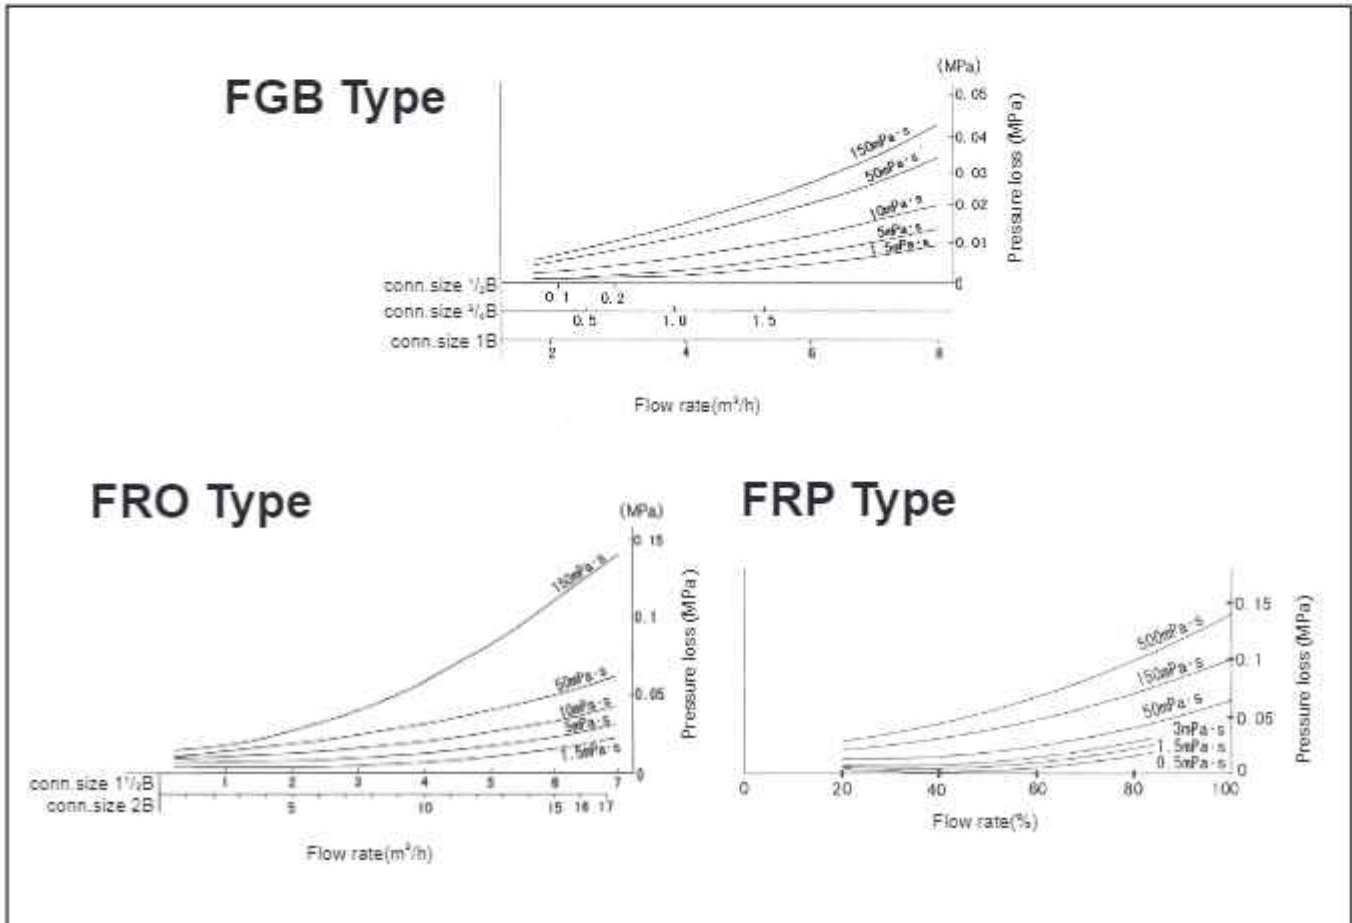 FGB Type
(MPa)
0.05
0.04
0.03
0.02
0.01
0
Pressure loss (MPa)
150mPa·s
50mPa·s
10mPa·s
5mPa·s
1.5mPa·s
conn.size ½B
0.1 0.2
conn.size ¾B
0.5 1.0 1.5
conn.size 1B
2 4 6 8
Flow rate(m³/h)
FRO Type
(MPa)
0.15
0.1
0.05
0
Pressure loss (MPa)
150mPa·s
50mPa·s
10mPa·s
5mPa·s
1.5mPa·s
conn.size 1½B
1 2 3 4 5 6 7
conn.size 2B
5 10 15 16 17
Flow rate(m³/h)
FRP Type
0.15
0.1
0.05
0
Pressure loss (MPa)
500mPa·s
150mPa·s
50mPa·s
3mPa·s
1.5mPa·s
0.5mPa·s
0 20 40 60 80 100
Flow rate(%)